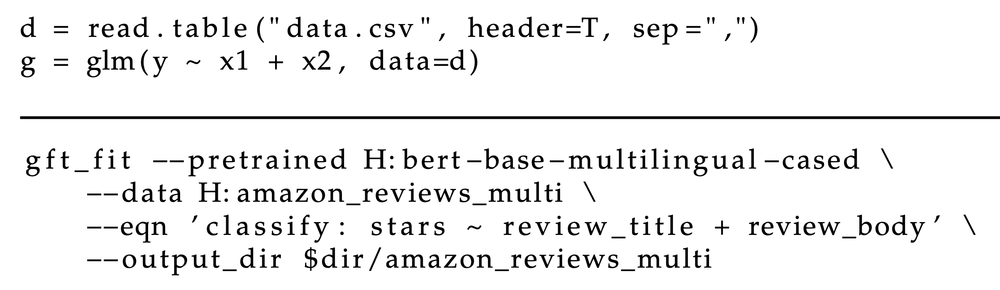 d = read.table("data.csv", header=T, sep=",")
g = glm(y ~ x1 + x2, data=d)
gft_fit --pretrained H:bert-base-multilingual-cased \
--data H:amazon_reviews_multi \
--eqn 'classify: stars ~ review_title + review_body' \
--output_dir $dir/amazon_reviews_multi